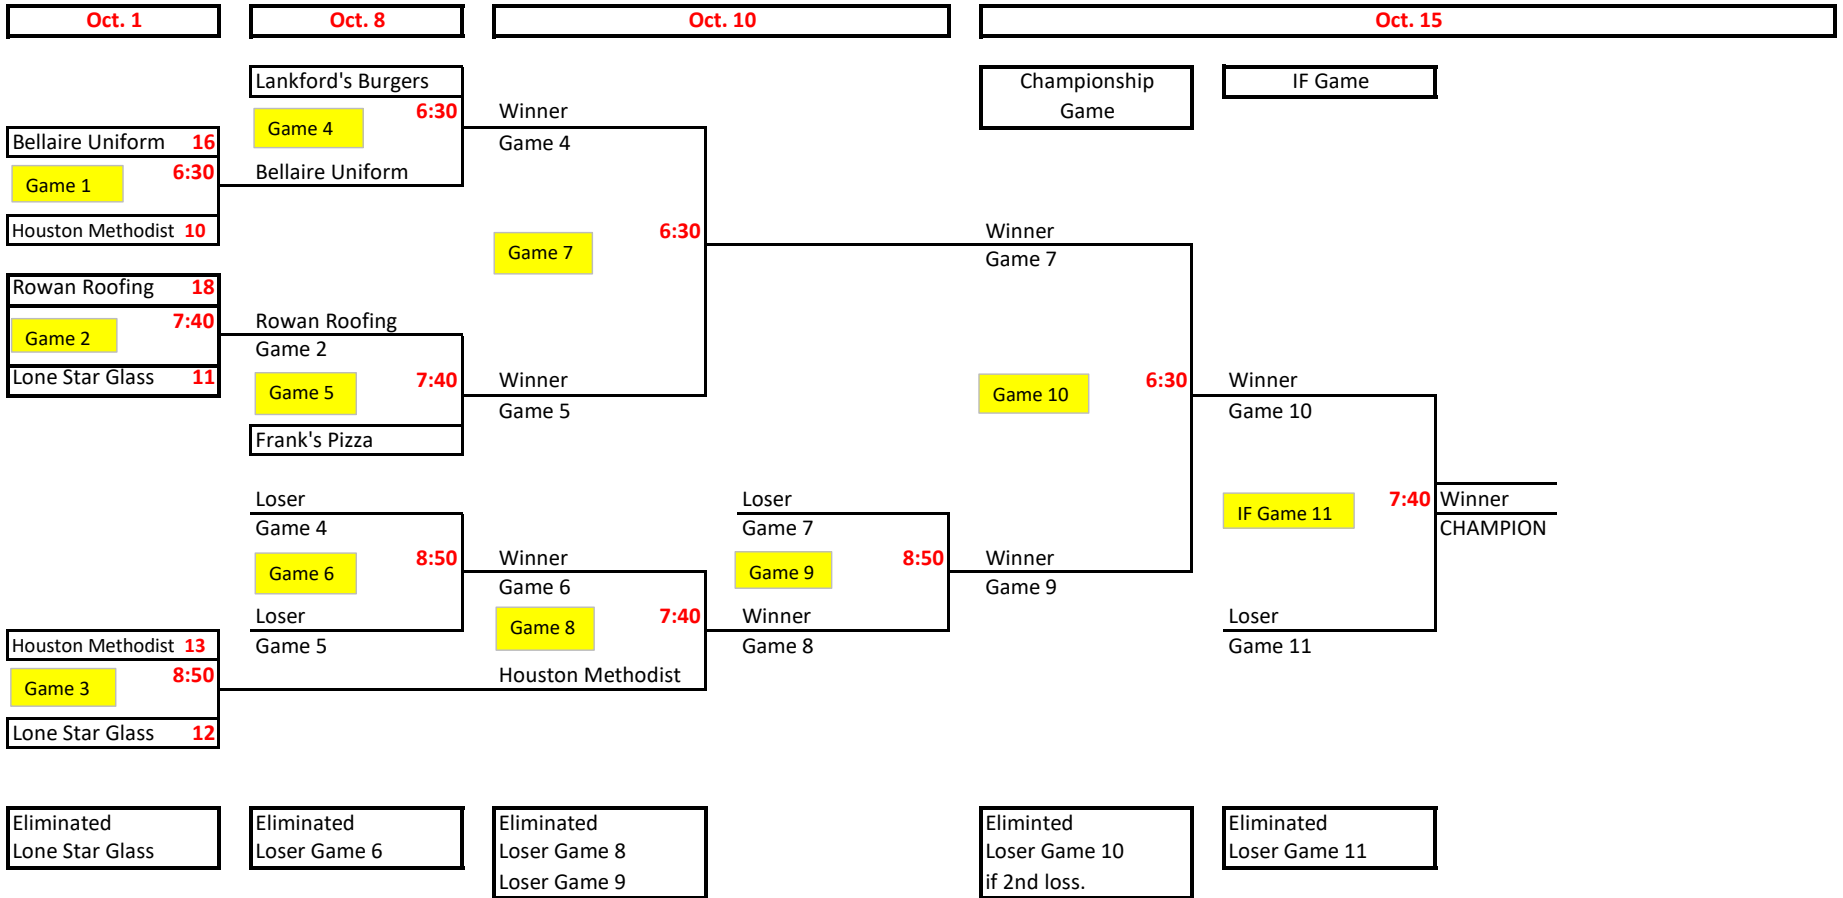 Oct. 1
Oct. 8
Oct. 10
Oct. 15
Lankford's Burgers
Championship
Game
IF Game
6:30
Game 4
Winner
Game 4
Bellaire Uniform 16
6:30
Game 1
Bellaire Uniform
Houston Methodist 10
6:30
Game 7
Winner
Game 7
Rowan Roofing 18
7:40
Game 2
Rowan Roofing
Game 2
Lone Star Glass 11
7:40
Game 5
Winner
Game 5
6:30
Game 10
Winner
Game 10
Frank's Pizza
Loser
Game 4
Loser
Game 7
7:40
IF Game 11
Winner
CHAMPION
8:50
Game 6
Winner
Game 6
8:50
Game 9
Winner
Game 9
Loser
Game 5
7:40
Game 8
Winner
Game 8
Loser
Game 11
Houston Methodist 13
8:50
Game 3
Houston Methodist
Lone Star Glass 12
Eliminated
Lone Star Glass
Eliminated
Loser Game 6
Eliminated
Loser Game 8
Loser Game 9
Eliminted
Loser Game 10
if 2nd loss.
Eliminated
Loser Game 11